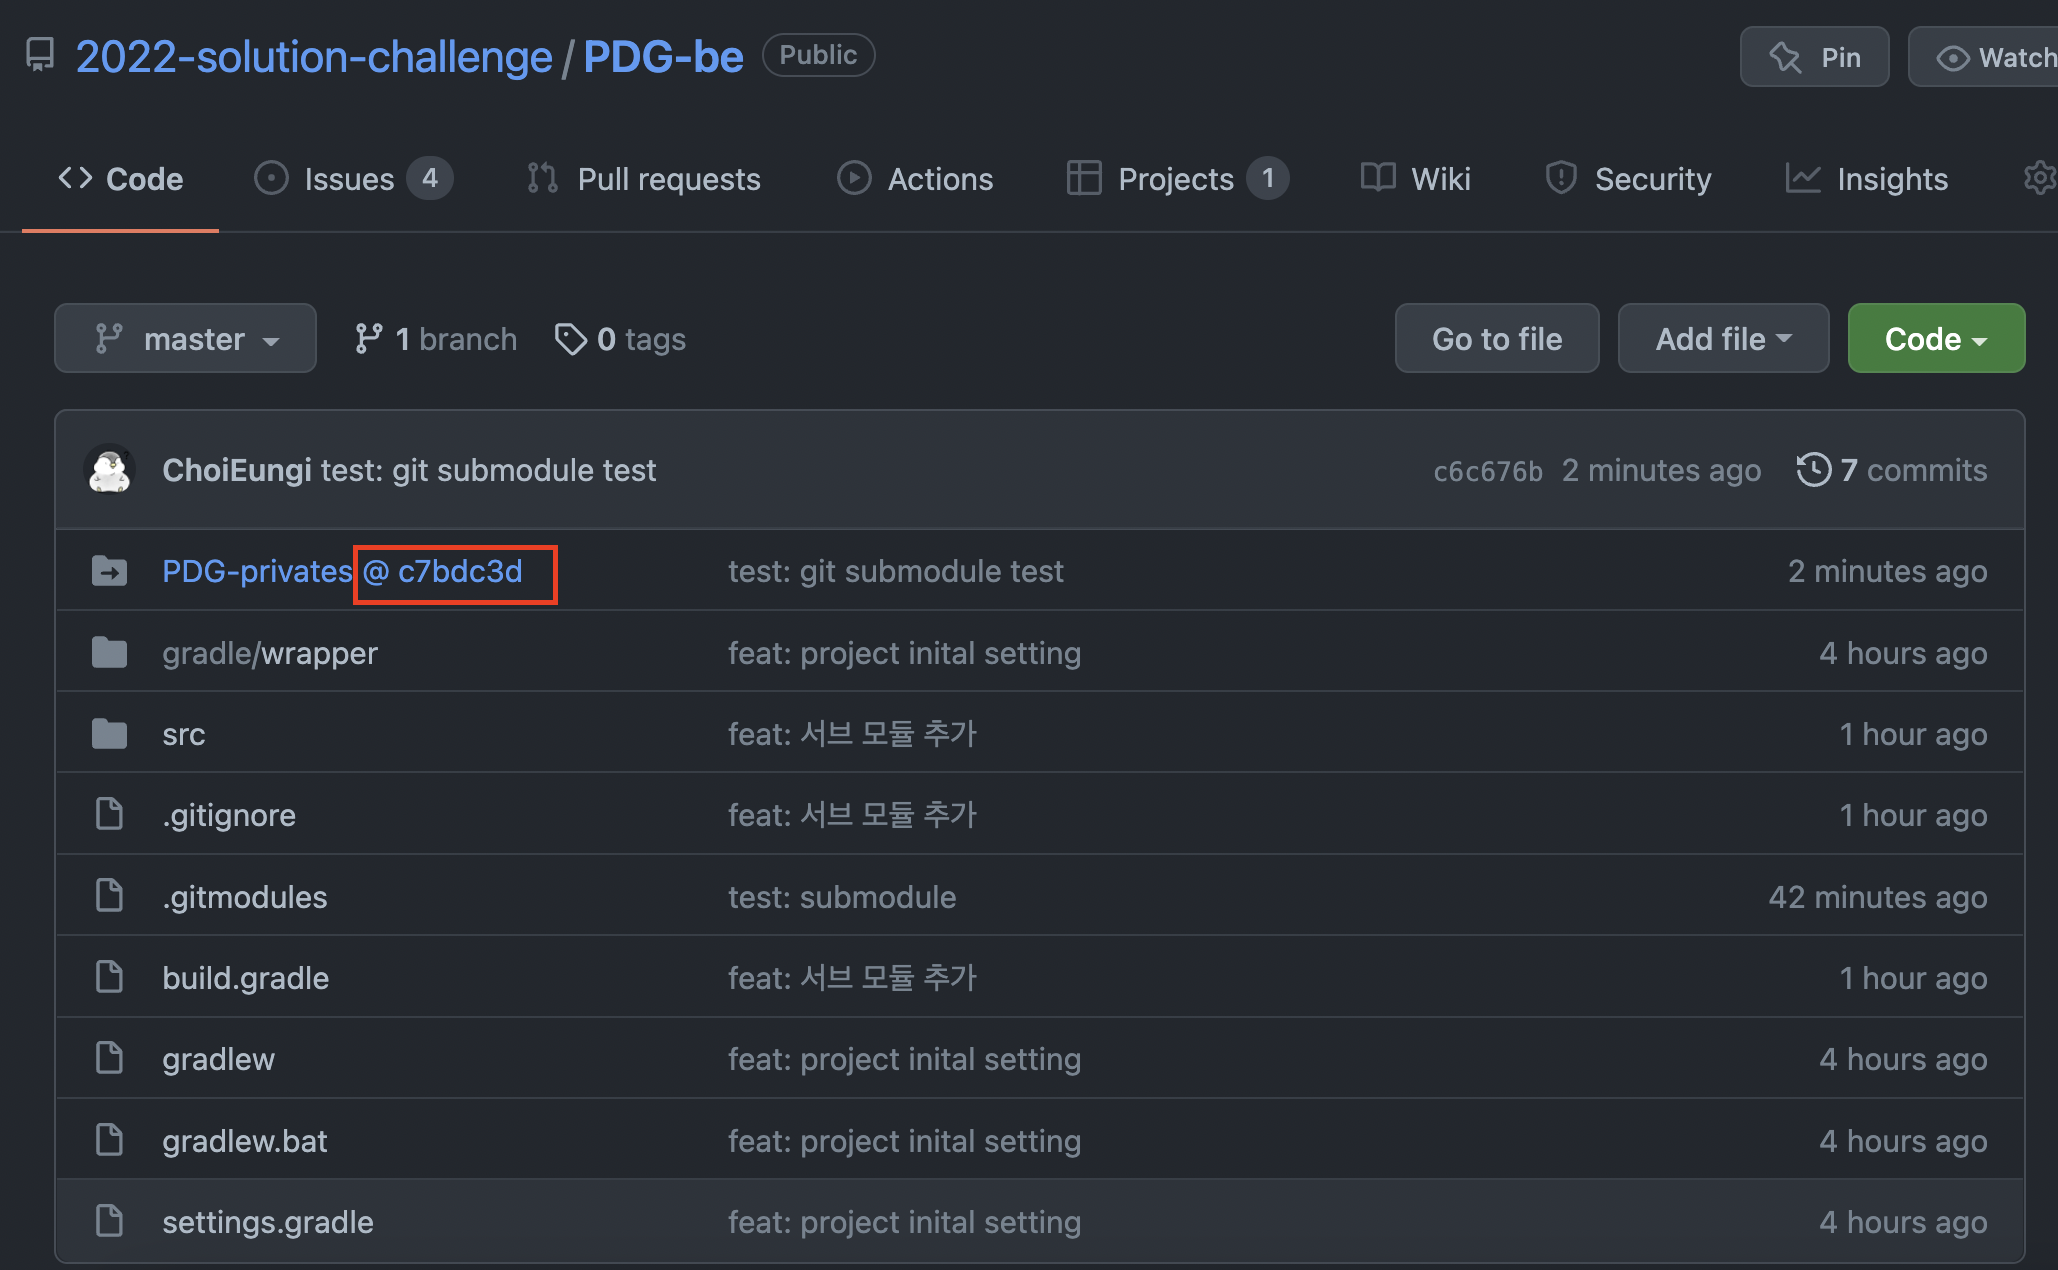 2022-solution-challenge / PDG-be Public Pin Watch
Code Issues 4 Pull requests Actions Projects 1 Wiki Security Insights
master 1 branch 0 tags Go to file Add file Code
ChoiEungi test: git submodule test c6c676b 2 minutes ago 7 commits
PDG-privates @ c7bdc3d test: git submodule test 2 minutes ago
gradle/wrapper feat: project inital setting 4 hours ago
src feat: 서브 모듈 추가 1 hour ago
.gitignore feat: 서브 모듈 추가 1 hour ago
.gitmodules test: submodule 42 minutes ago
build.gradle feat: 서브 모듈 추가 1 hour ago
gradlew feat: project inital setting 4 hours ago
gradlew.bat feat: project inital setting 4 hours ago
settings.gradle feat: project inital setting 4 hours ago